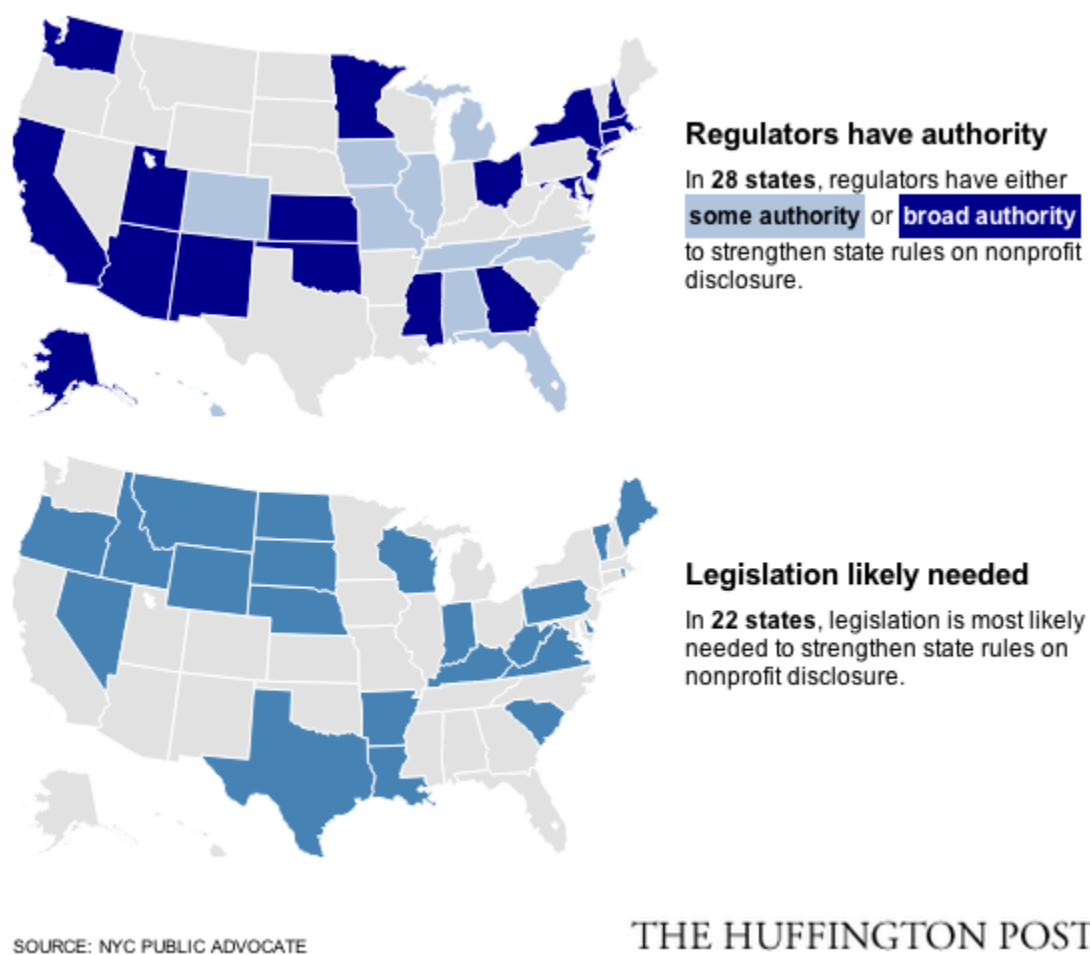 Regulators have authority
In 28 states, regulators have either
some authority or broad authority
to strengthen state rules on nonprofit
disclosure.
Legislation likely needed
In 22 states, legislation is most likely
needed to strengthen state rules on
nonprofit disclosure.
SOURCE: NYC PUBLIC ADVOCATE
THE HUFFINGTON POST